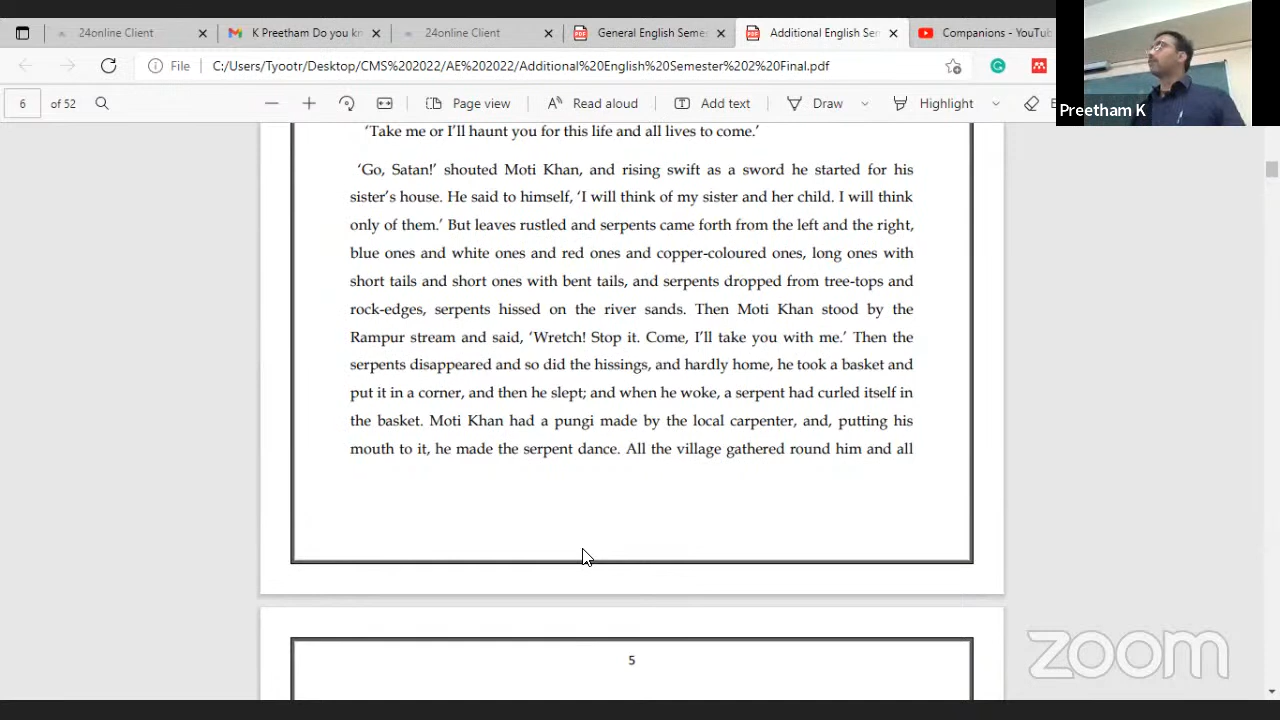 24online Client
K Preetham Do you kn
24online Client
General English Seme
Additional English Sen
Companions - YouTu
File
C:/Users/Tyootr/Desktop/CMS%202022/AE%202022/Additional%20English%20Semester%202%20Final.pdf
6 of 52
Page view
Read aloud
Add text
Draw
Highlight
E
Preetham K
‘Take me or I’ll haunt you for this life and all lives to come.’
‘Go, Satan!’ shouted Moti Khan, and rising swift as a sword he started for his
sister’s house. He said to himself, ‘I will think of my sister and her child. I will think
only of them.’ But leaves rustled and serpents came forth from the left and the right,
blue ones and white ones and red ones and copper-coloured ones, long ones with
short tails and short ones with bent tails, and serpents dropped from tree-tops and
rock-edges, serpents hissed on the river sands. Then Moti Khan stood by the
Rampur stream and said, ‘Wretch! Stop it. Come, I’ll take you with me.’ Then the
serpents disappeared and so did the hissings, and hardly home, he took a basket and
put it in a corner, and then he slept; and when he woke, a serpent had curled itself in
the basket. Moti Khan had a pungi made by the local carpenter, and, putting his
mouth to it, he made the serpent dance. All the village gathered round him and all
5
zoom